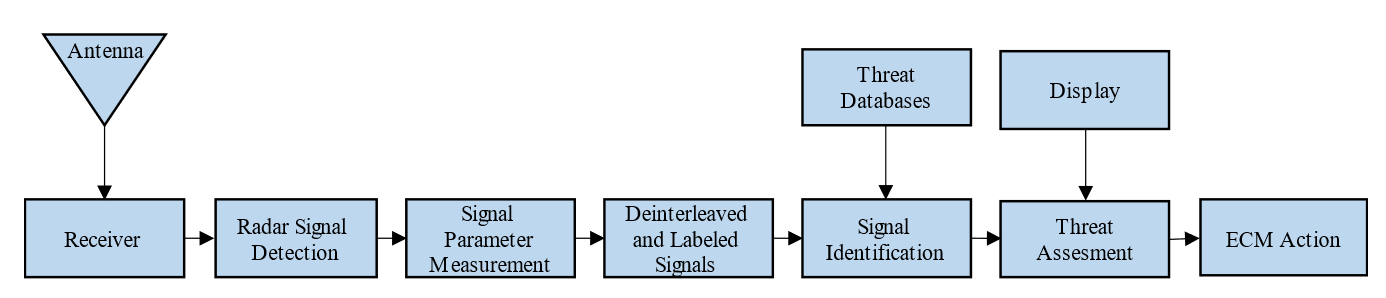 Antenna
Threat
Databases
Display
Receiver
Radar Signal
Detection
Signal
Parameter
Measurement
Deinterleaved
and Labeled
Signals
Signal
Identification
Threat
Assesment
ECM Action